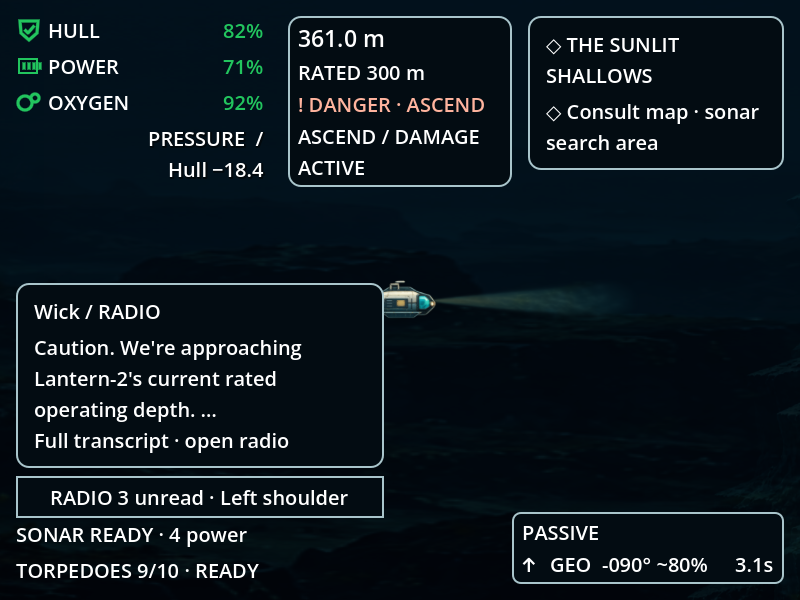 HULL 82%
POWER 71%
OXYGEN 92%
PRESSURE /
Hull −18.4
361.0 m
RATED 300 m
! DANGER · ASCEND
ASCEND / DAMAGE
ACTIVE
◇ THE SUNLIT
SHALLOWS
◇ Consult map · sonar
search area
Wick / RADIO
Caution. We're approaching
Lantern-2's current rated
operating depth. ...
Full transcript · open radio
RADIO 3 unread · Left shoulder
SONAR READY · 4 power
TORPEDOES 9/10 · READY
PASSIVE
↑ GEO -090° ~80% 3.1s